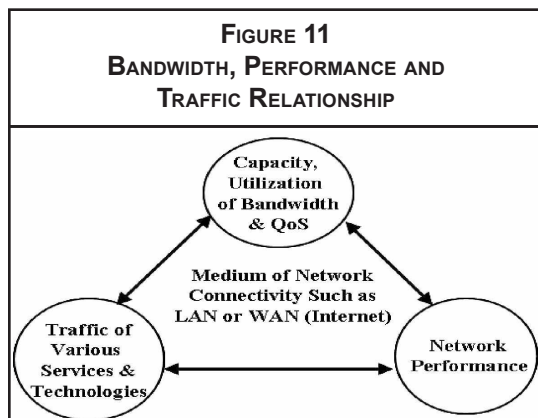 FIGURE 11
BANDWIDTH, PERFORMANCE AND
TRAFFIC RELATIONSHIP
Capacity,
Utilization
of Bandwidth
& QoS
Medium of Network
Connectivity Such as
LAN or WAN (Internet)
Traffic of
Various
Services &
Technologies
Network
Performance